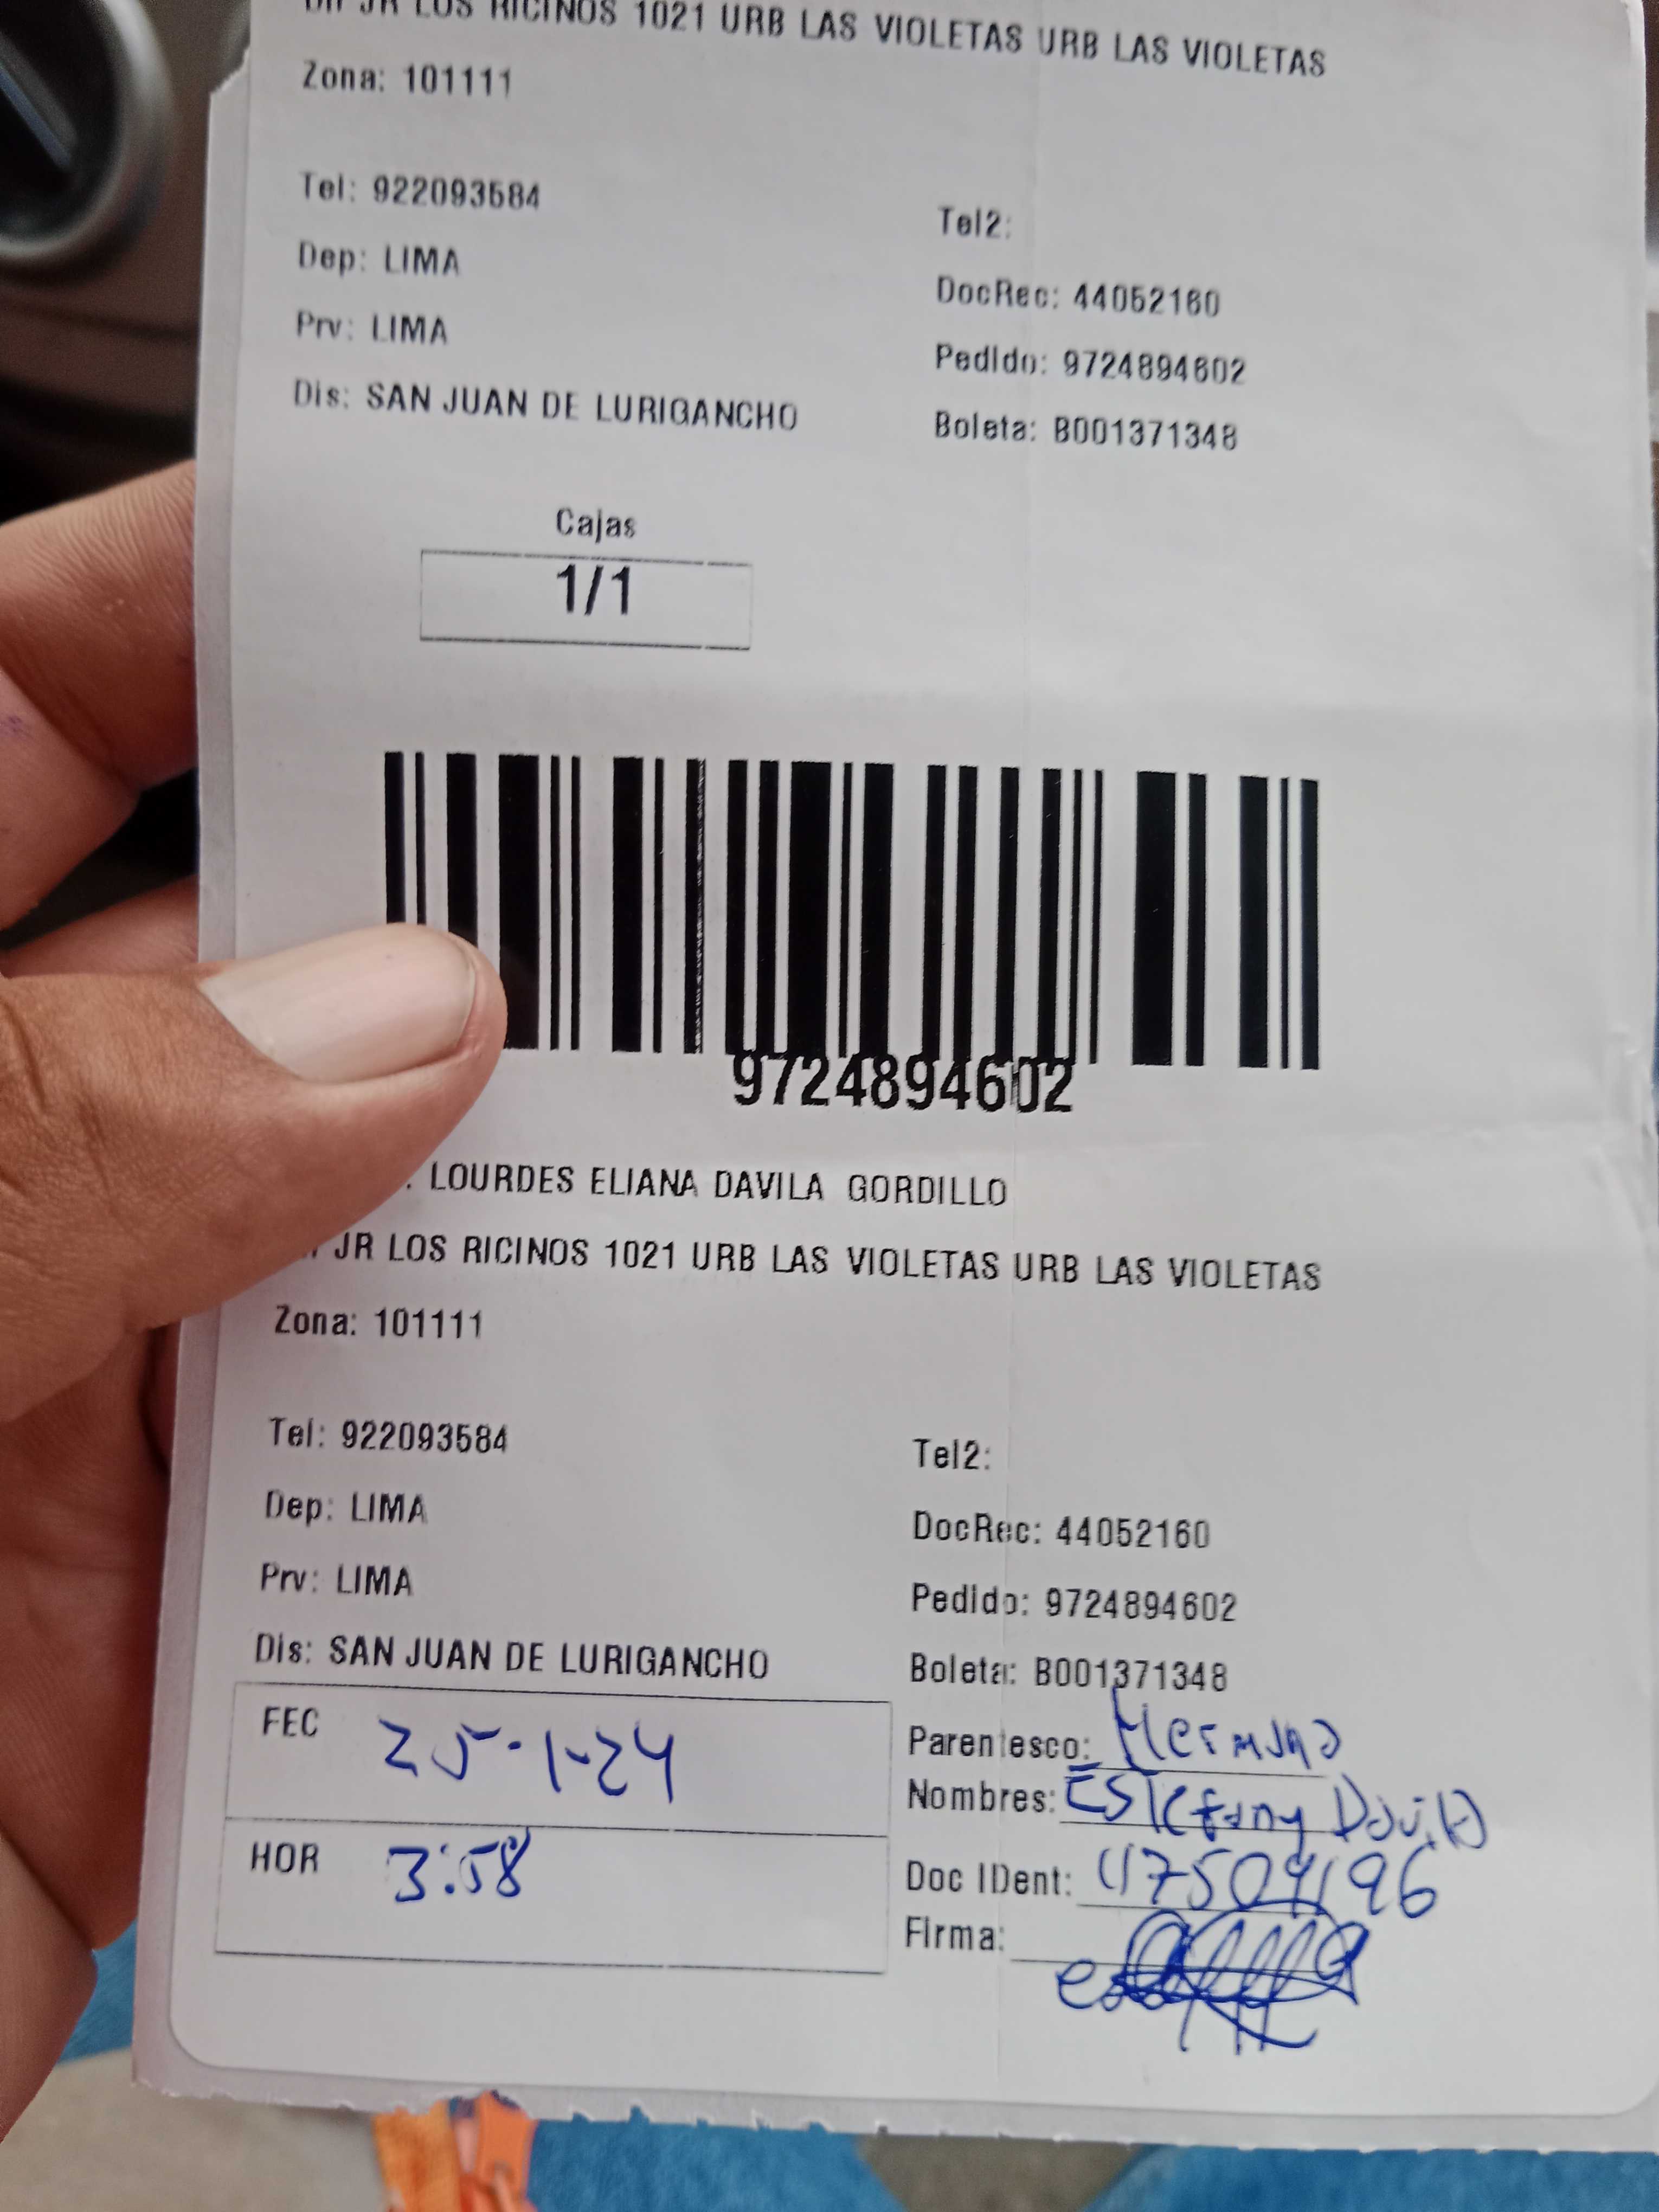 JR LOS RICINOS 1021 URB LAS VIOLETAS URB LAS VIOLETAS
Zona: 101111
Tel: 922093584
Tel2:
Dep: LIMA
DocRec: 44052160
Prv: LIMA
Pedido: 9724894602
Dis: SAN JUAN DE LURIGANCHO
Boleta: B001371348
Cajas
1/1
9724894602
LOURDES ELIANA DAVILA GORDILLO
JR LOS RICINOS 1021 URB LAS VIOLETAS URB LAS VIOLETAS
Zona: 101111
Tel: 922093584
Tel2:
Dep: LIMA
DocRec: 44052160
Prv: LIMA
Pedido: 9724894602
Dis: SAN JUAN DE LURIGANCHO
Boleta: B001371348
FEC 25-1-24
Parentesco: Hermana
Nombres: Estefany Davila
HOR 3:58
Doc IDent: 47504196
Firma: